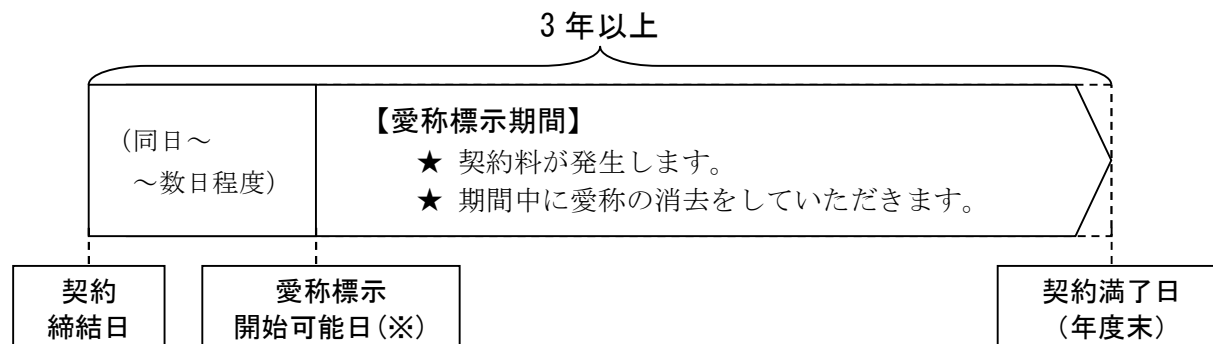 3年以上
(同日～
～数日程度)
【愛称標示期間】
★ 契約料が発生します。
★ 期間中に愛称の消去をしていただきます。
契約
締結日
愛称標示
開始可能日(※)
契約満了日
(年度末)